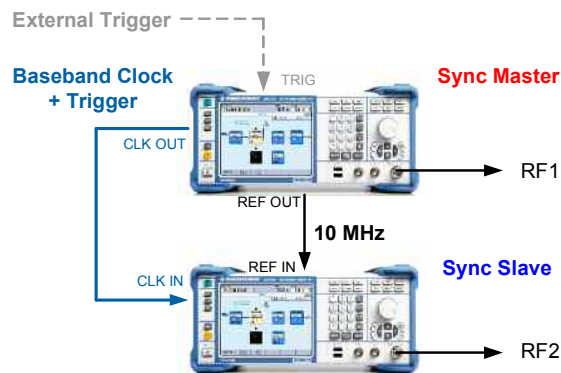 External Trigger
Baseband Clock
+ Trigger
TRIG
Sync Master
CLK OUT
RF1
REF OUT
10 MHz
REF IN
Sync Slave
CLK IN
RF2